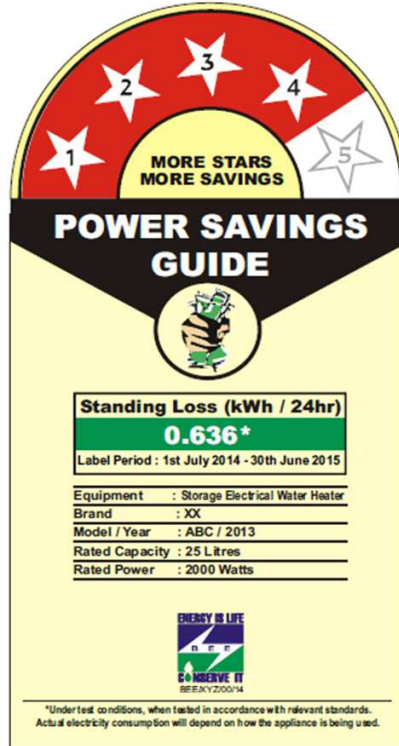 1 2 3 4 5
MORE STARS
MORE SAVINGS
POWER SAVINGS
GUIDE
Standing Loss (kWh / 24hr)
0.636*
Label Period : 1st July 2014 - 30th June 2015
Equipment : Storage Electrical Water Heater
Brand : XX
Model / Year : ABC / 2013
Rated Capacity : 25 Litres
Rated Power : 2000 Watts
ENERGY IS LIFE
BEE
CONSERVE IT
BEE/XYZ/00/14
*Under test conditions, when tested in accordance with relevant standards.
Actual electricity consumption will depend on how the appliance is being used.